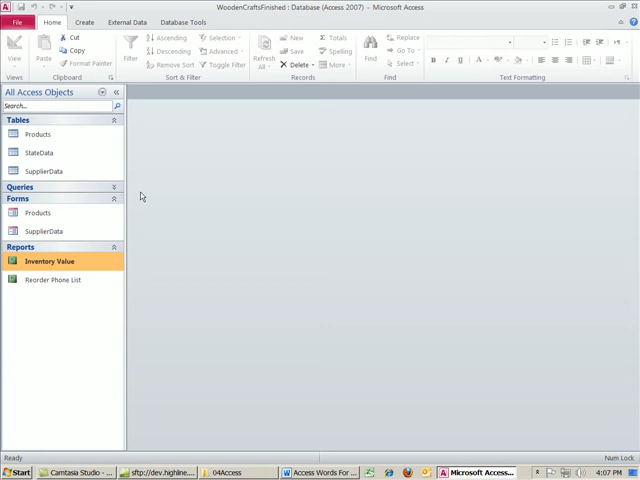 WoodenCraftsFinished : Database (Access 2007) - Microsoft Access
File Home Create External Data Database Tools
View
Views
Paste
Cut
Copy
Format Painter
Clipboard
Filter
Ascending
Descending
Remove Sort
Selection
Advanced
Toggle Filter
Sort & Filter
Refresh
All
New
Save
Delete
Totals
Spelling
More
Records
Find
Replace
Go To
Select
Find
B I U A
Text Formatting
All Access Objects
Search...
Tables
Products
StateData
SupplierData
Queries
Forms
Products
SupplierData
Reports
Inventory Value
Reorder Phone List
Ready
Num Lock
Start
Camtasia Studio - ...
sftp://dev.highline...
04Access
Access Words For ...
Microsoft Access...
4:07 PM